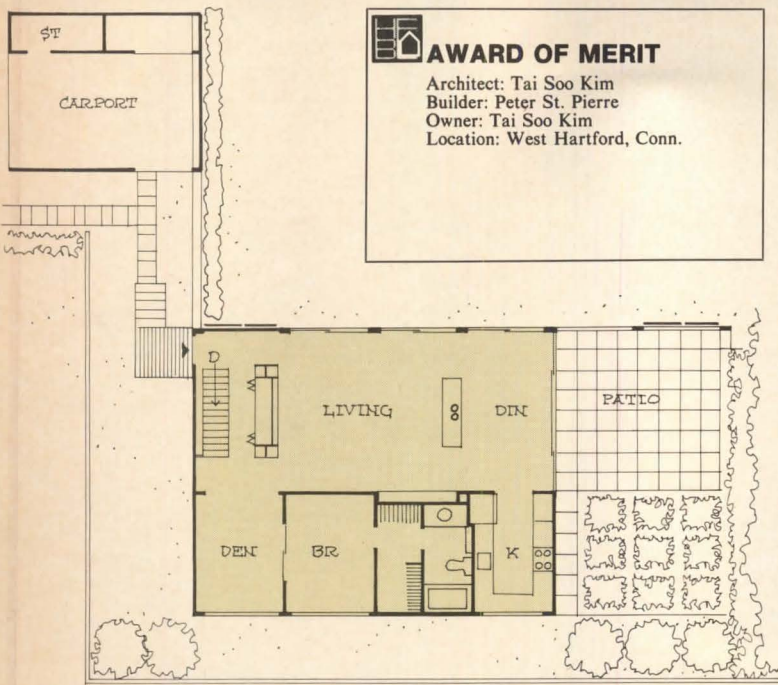 AWARD OF MERIT
Architect: Tai Soo Kim
Builder: Peter St. Pierre
Owner: Tai Soo Kim
Location: West Hartford, Conn.
ST
CARPORT
D
LIVING
DIN
PATIO
DEN
BR
K